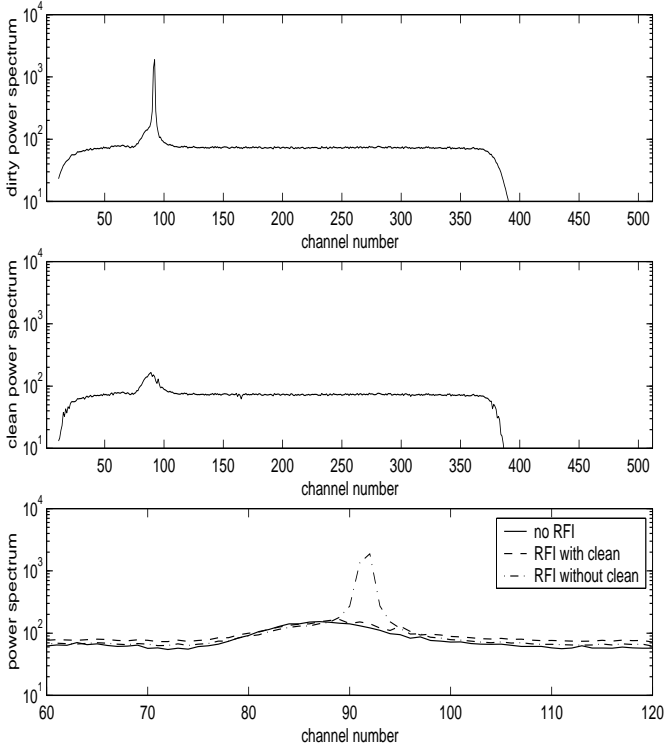 dirty power spectrum
10^4
10^3
10^2
10^1
50 100 150 200 250 300 350 400 450 500
channel number
clean power spectrum
10^4
10^3
10^2
10^1
50 100 150 200 250 300 350 400 450 500
channel number
power spectrum
10^4
10^3
10^2
10^1
no RFI
RFI with clean
RFI without clean
60 70 80 90 100 110 120
channel number